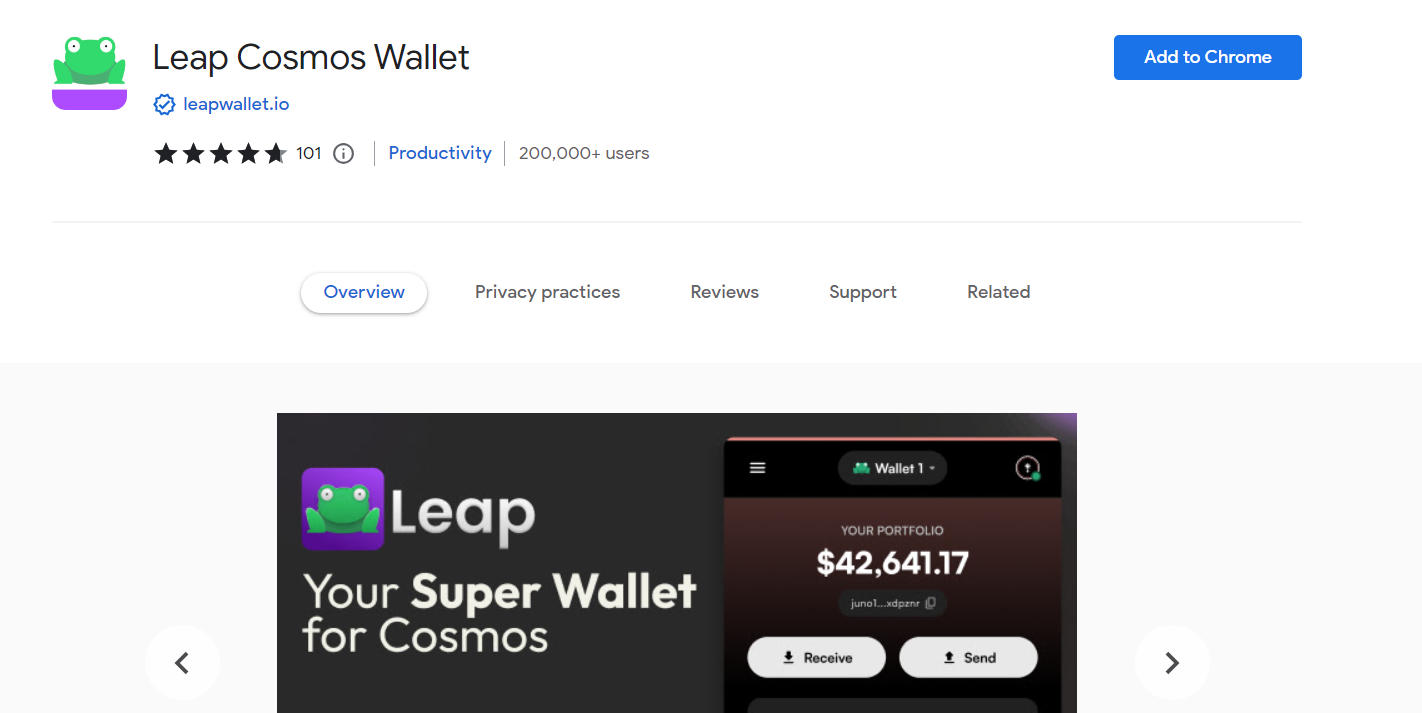 Leap Cosmos Wallet
Add to Chrome
leapwallet.io
101
Productivity
200,000+ users
Overview
Privacy practices
Reviews
Support
Related
Leap
Your Super Wallet
for Cosmos
Wallet 1
YOUR PORTFOLIO
$42,641.17
juno1...xdpznr
Receive
Send